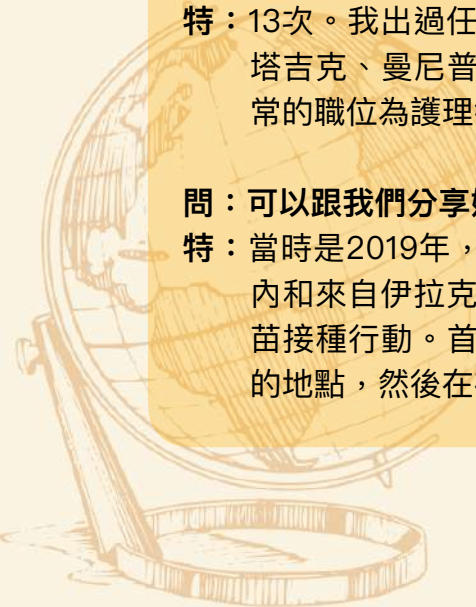 特：13次。我出過任
塔吉克、曼尼普
常的職位為護理
問：可以跟我們分享
特：當時是2019年，
內和來自伊拉克
苗接種行動。首
的地點，然後在